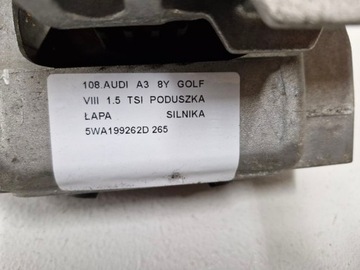 108.AUDI A3 8Y GOLF
VIII 1.5 TSI PODUSZKA
ŁAPA SILNIKA
5WA199262D 265